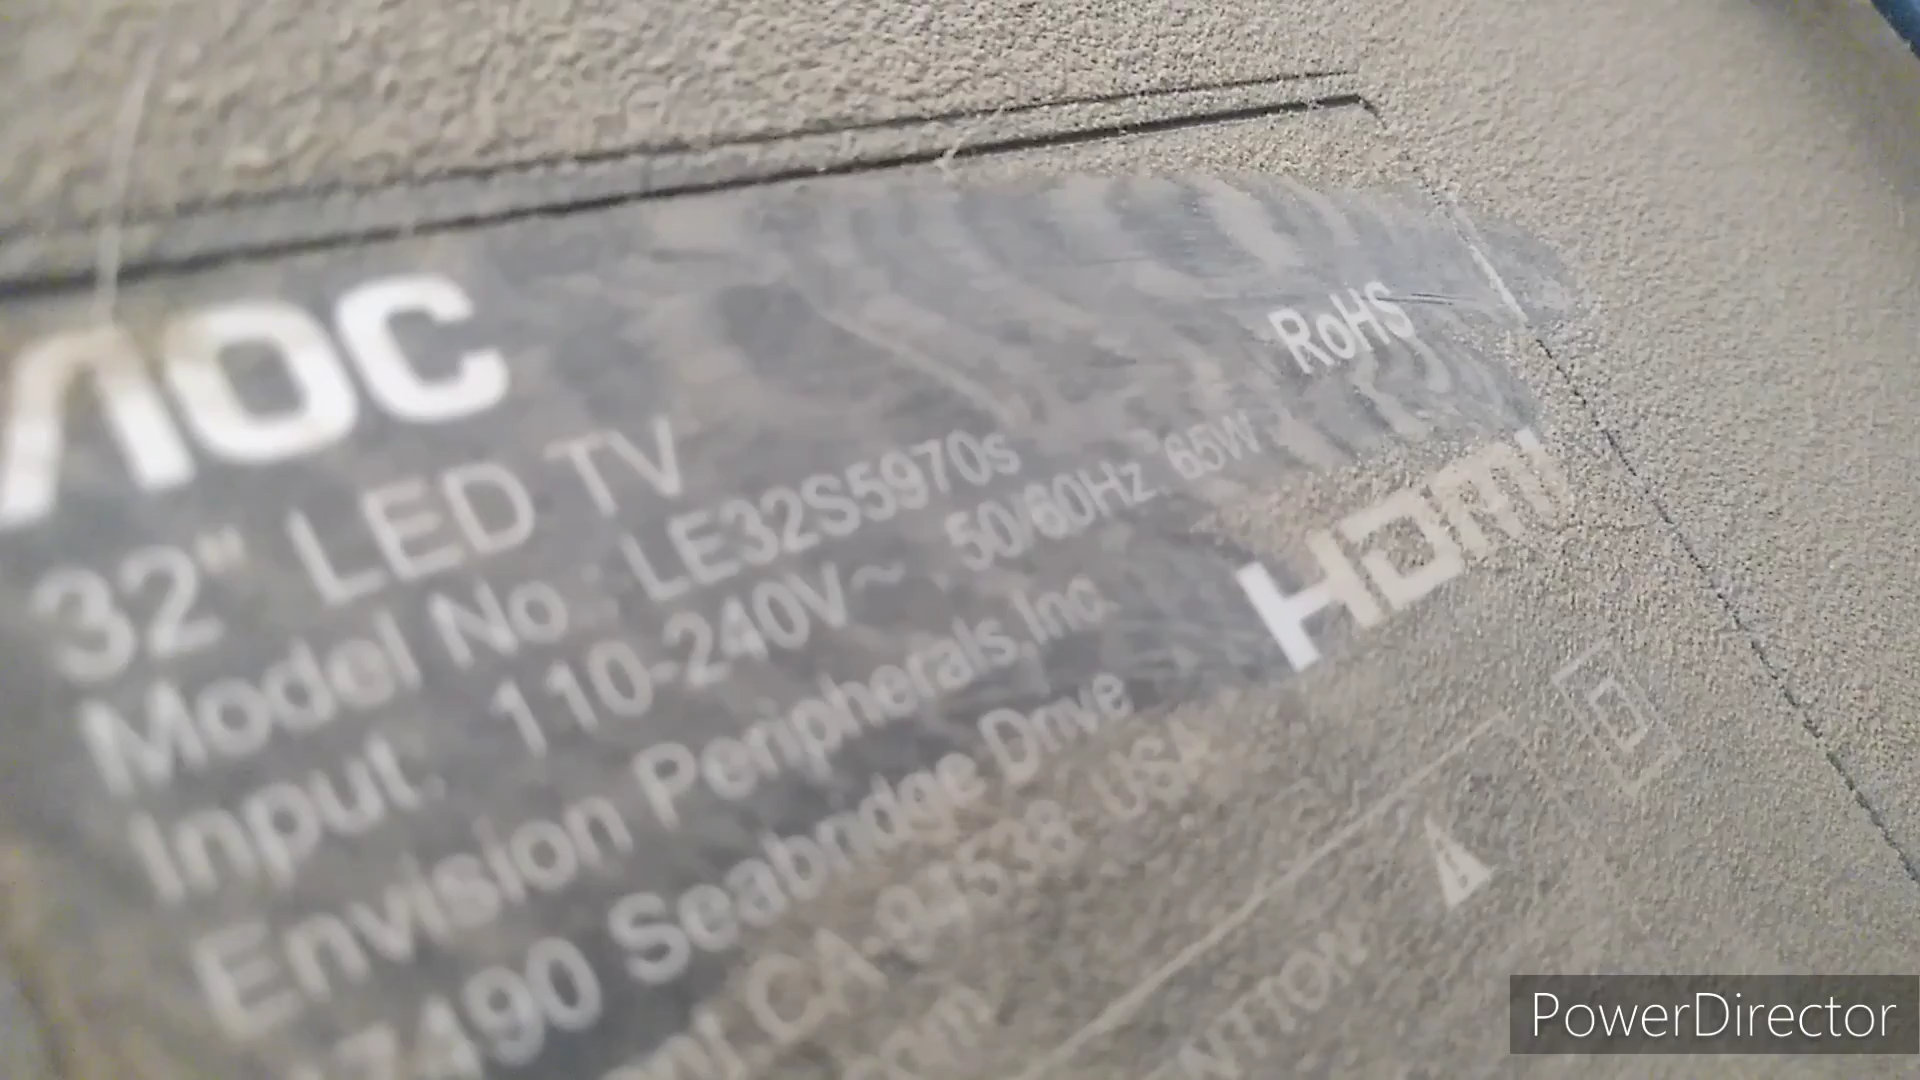 AOC
RoHS
32" LED TV
Model No : LE32S5970s
Input: 110-240V~ 50/60Hz 65W
HDMI
Envision Peripherals,Inc.
7490 Seabridge Drive
CA-94538 USA
PowerDirector